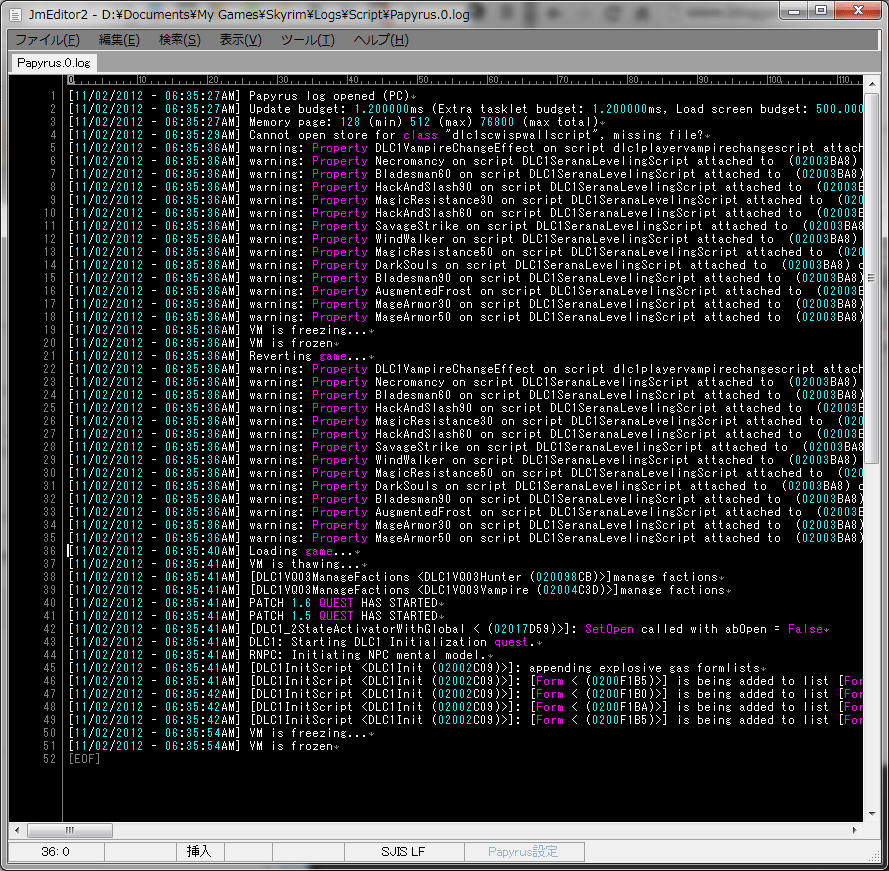 JmEditor2 - D:¥Documents¥My Games¥Skyrim¥Logs¥Script¥Papyrus.0.log
ファイル(F) 編集(E) 検索(S) 表示(V) ツール(T) ヘルプ(H)
Papyrus.0.log
0 10 20 30 40 50 60 70 80 90 100 110
1 [11/02/2012 - 06:35:27AM] Papyrus log opened (PC)
2 [11/02/2012 - 06:35:27AM] Update budget: 1.200000ms (Extra tasklet budget: 1.200000ms, Load screen budget: 500.000
3 [11/02/2012 - 06:35:27AM] Memory page: 128 (min) 512 (max) 76800 (max total)
4 [11/02/2012 - 06:35:29AM] Cannot open store for class "dlc1scwispwallscript", missing file?
5 [11/02/2012 - 06:35:36AM] warning: Property DLC1VampireChangeEffect on script dlc1playervampirechangescript attach
6 [11/02/2012 - 06:35:36AM] warning: Property Necromancy on script DLC1SeranaLevelingScript attached to  (02003BA8)
7 [11/02/2012 - 06:35:36AM] warning: Property Bladesman60 on script DLC1SeranaLevelingScript attached to  (02003BA8)
8 [11/02/2012 - 06:35:36AM] warning: Property HackAndSlash90 on script DLC1SeranaLevelingScript attached to  (02003B
9 [11/02/2012 - 06:35:36AM] warning: Property MagicResistance30 on script DLC1SeranaLevelingScript attached to  (020
10 [11/02/2012 - 06:35:36AM] warning: Property HackAndSlash60 on script DLC1SeranaLevelingScript attached to  (02003B
11 [11/02/2012 - 06:35:36AM] warning: Property SavageStrike on script DLC1SeranaLevelingScript attached to  (02003BA8
12 [11/02/2012 - 06:35:36AM] warning: Property WindWalker on script DLC1SeranaLevelingScript attached to  (02003BA8)
13 [11/02/2012 - 06:35:36AM] warning: Property MagicResistance50 on script DLC1SeranaLevelingScript attached to  (020
14 [11/02/2012 - 06:35:36AM] warning: Property DarkSouls on script DLC1SeranaLevelingScript attached to  (02003BA8) c
15 [11/02/2012 - 06:35:36AM] warning: Property Bladesman90 on script DLC1SeranaLevelingScript attached to  (02003BA8)
16 [11/02/2012 - 06:35:36AM] warning: Property AugmentedFrost on script DLC1SeranaLevelingScript attached to  (02003B
17 [11/02/2012 - 06:35:36AM] warning: Property MageArmor30 on script DLC1SeranaLevelingScript attached to  (02003BA8)
18 [11/02/2012 - 06:35:36AM] warning: Property MageArmor50 on script DLC1SeranaLevelingScript attached to  (02003BA8)
19 [11/02/2012 - 06:35:36AM] VM is freezing...
20 [11/02/2012 - 06:35:36AM] VM is frozen
21 [11/02/2012 - 06:35:36AM] Reverting game...
22 [11/02/2012 - 06:35:36AM] warning: Property DLC1VampireChangeEffect on script dlc1playervampirechangescript attach
23 [11/02/2012 - 06:35:36AM] warning: Property Necromancy on script DLC1SeranaLevelingScript attached to  (02003BA8)
24 [11/02/2012 - 06:35:36AM] warning: Property Bladesman60 on script DLC1SeranaLevelingScript attached to  (02003BA8)
25 [11/02/2012 - 06:35:36AM] warning: Property HackAndSlash90 on script DLC1SeranaLevelingScript attached to  (02003B
26 [11/02/2012 - 06:35:36AM] warning: Property MagicResistance30 on script DLC1SeranaLevelingScript attached to  (020
27 [11/02/2012 - 06:35:36AM] warning: Property HackAndSlash60 on script DLC1SeranaLevelingScript attached to  (02003B
28 [11/02/2012 - 06:35:36AM] warning: Property SavageStrike on script DLC1SeranaLevelingScript attached to  (02003BA8
29 [11/02/2012 - 06:35:36AM] warning: Property WindWalker on script DLC1SeranaLevelingScript attached to  (02003BA8)
30 [11/02/2012 - 06:35:36AM] warning: Property MagicResistance50 on script DLC1SeranaLevelingScript attached to  (020
31 [11/02/2012 - 06:35:36AM] warning: Property DarkSouls on script DLC1SeranaLevelingScript attached to  (02003BA8) c
32 [11/02/2012 - 06:35:36AM] warning: Property Bladesman90 on script DLC1SeranaLevelingScript attached to  (02003BA8)
33 [11/02/2012 - 06:35:36AM] warning: Property AugmentedFrost on script DLC1SeranaLevelingScript attached to  (02003B
34 [11/02/2012 - 06:35:36AM] warning: Property MageArmor30 on script DLC1SeranaLevelingScript attached to  (02003BA8)
35 [11/02/2012 - 06:35:36AM] warning: Property MageArmor50 on script DLC1SeranaLevelingScript attached to  (02003BA8)
36 [11/02/2012 - 06:35:40AM] Loading game...
37 [11/02/2012 - 06:35:41AM] VM is thawing...
38 [11/02/2012 - 06:35:41AM] [DLC1VQ03ManageFactions <DLC1VQ03Hunter (020098CB)>]manage factions
39 [11/02/2012 - 06:35:41AM] [DLC1VQ03ManageFactions <DLC1VQ03Vampire (02004C3D)>]manage factions
40 [11/02/2012 - 06:35:41AM] PATCH 1.6 QUEST HAS STARTED
41 [11/02/2012 - 06:35:41AM] PATCH 1.5 QUEST HAS STARTED
42 [11/02/2012 - 06:35:41AM] [DLC1_2StateActivatorWithGlobal < (02017D59)>]: SetOpen called with abOpen = False
43 [11/02/2012 - 06:35:41AM] DLC1: Starting DLC1 Initialization quest.
44 [11/02/2012 - 06:35:41AM] RNPC: Initiating NPC mental model.
45 [11/02/2012 - 06:35:41AM] [DLC1InitScript <DLC1Init (02002C09)>]: appending explosive gas formlists
46 [11/02/2012 - 06:35:41AM] [DLC1InitScript <DLC1Init (02002C09)>]: [Form < (0200F1B5)>] is being added to list [For
47 [11/02/2012 - 06:35:42AM] [DLC1InitScript <DLC1Init (02002C09)>]: [Form < (0200F1B0)>] is being added to list [For
48 [11/02/2012 - 06:35:42AM] [DLC1InitScript <DLC1Init (02002C09)>]: [Form < (0200F1BA)>] is being added to list [For
49 [11/02/2012 - 06:35:42AM] [DLC1InitScript <DLC1Init (02002C09)>]: [Form < (0200F1B5)>] is being added to list [For
50 [11/02/2012 - 06:35:54AM] VM is freezing...
51 [11/02/2012 - 06:35:54AM] VM is frozen
52 [EOF]
36: 0 挿入 SJIS LF Papyrus設定